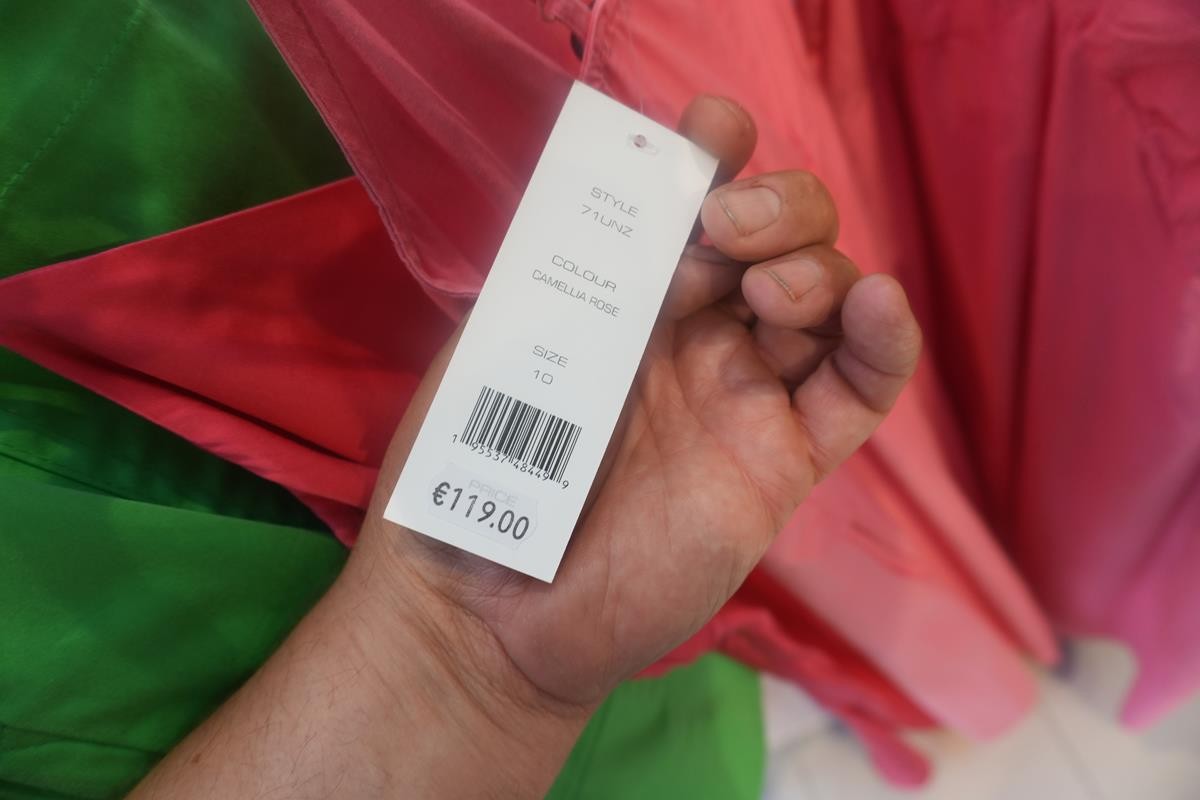 STYLE
71UNZ
COLOUR
CAMELLIA ROSE
SIZE
10
1 95537 48449 9
PRICE
€119.00